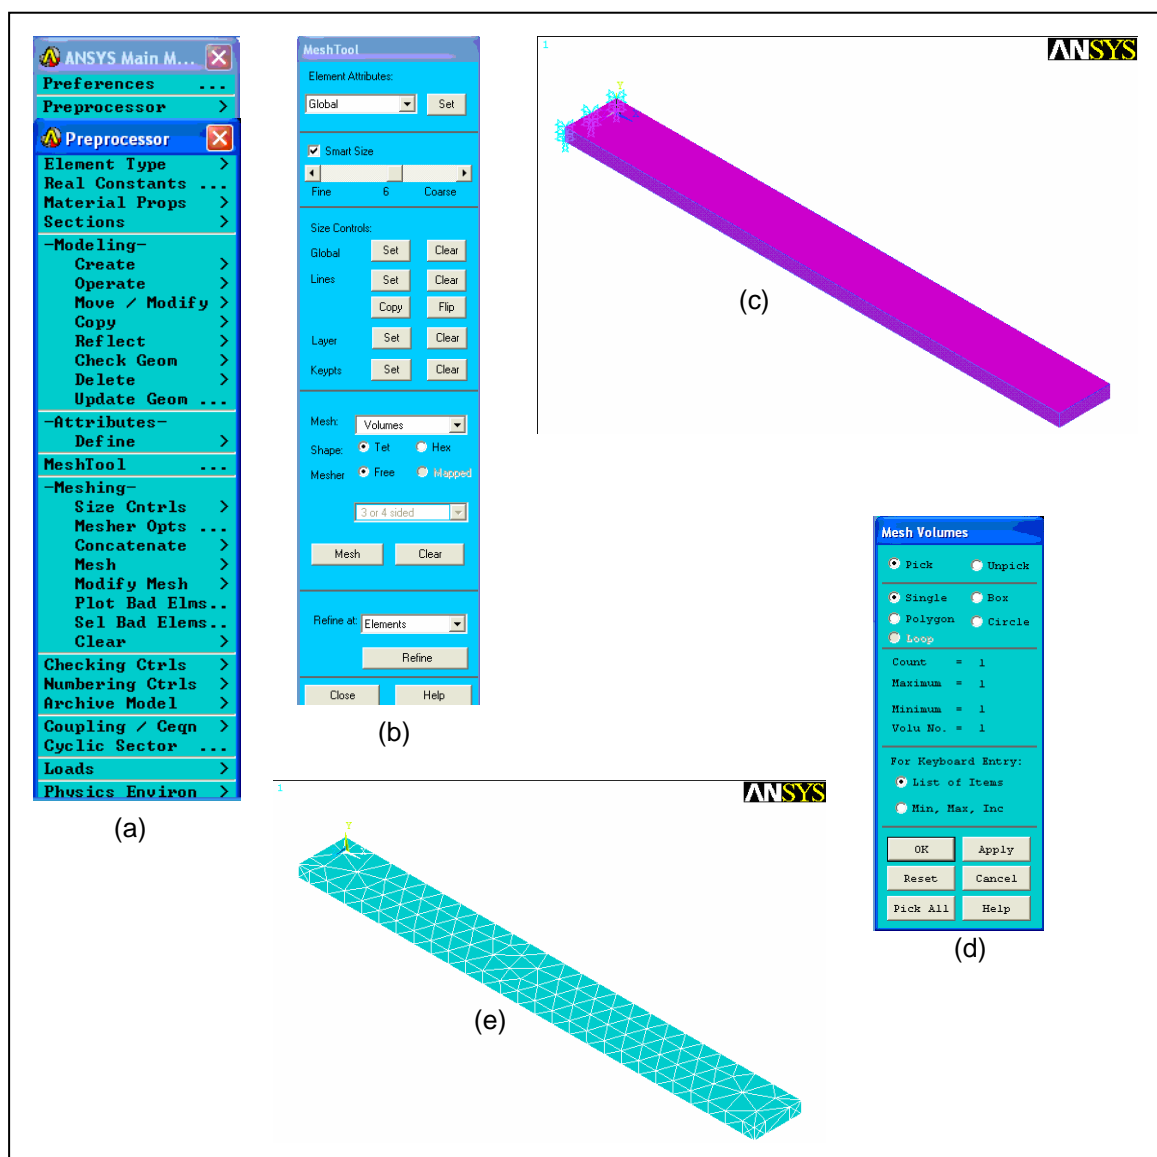 ANSYS Main M...
Preferences ...
Preprocessor >
Preprocessor
Element Type >
Real Constants ...
Material Props >
Sections >
-Modeling-
Create >
Operate >
Move / Modify >
Copy >
Reflect >
Check Geom >
Delete >
Update Geom ...
-Attributes-
Define >
MeshTool ...
-Meshing-
Size Cntrls >
Mesher Opts ...
Concatenate >
Mesh >
Modify Mesh >
Plot Bad Elms..
Sel Bad Elems..
Clear >
Checking Ctrls >
Numbering Ctrls >
Archive Model >
Coupling / Ceqn >
Cyclic Sector ...
Loads >
Physics Environ >
(a)
MeshTool
Element Attributes:
Global Set
Smart Size
Fine 6 Coarse
Size Controls:
Global Set Clear
Lines Set Clear
Copy Flip
Layer Set Clear
Keypts Set Clear
Mesh: Volumes
Shape: Tet Hex
Mesher Free Mapped
3 or 4 sided
Mesh Clear
Refine at: Elements
Refine
Close Help
(b)
1
ANSYS
Y
(c)
Mesh Volumes
Pick Unpick
Single Box
Polygon Circle
Loop
Count = 1
Maximum = 1
Minimum = 1
Volu No. = 1
For Keyboard Entry:
List of Items
Min, Max, Inc
OK Apply
Reset Cancel
Pick All Help
(d)
1
ANSYS
Y
(e)